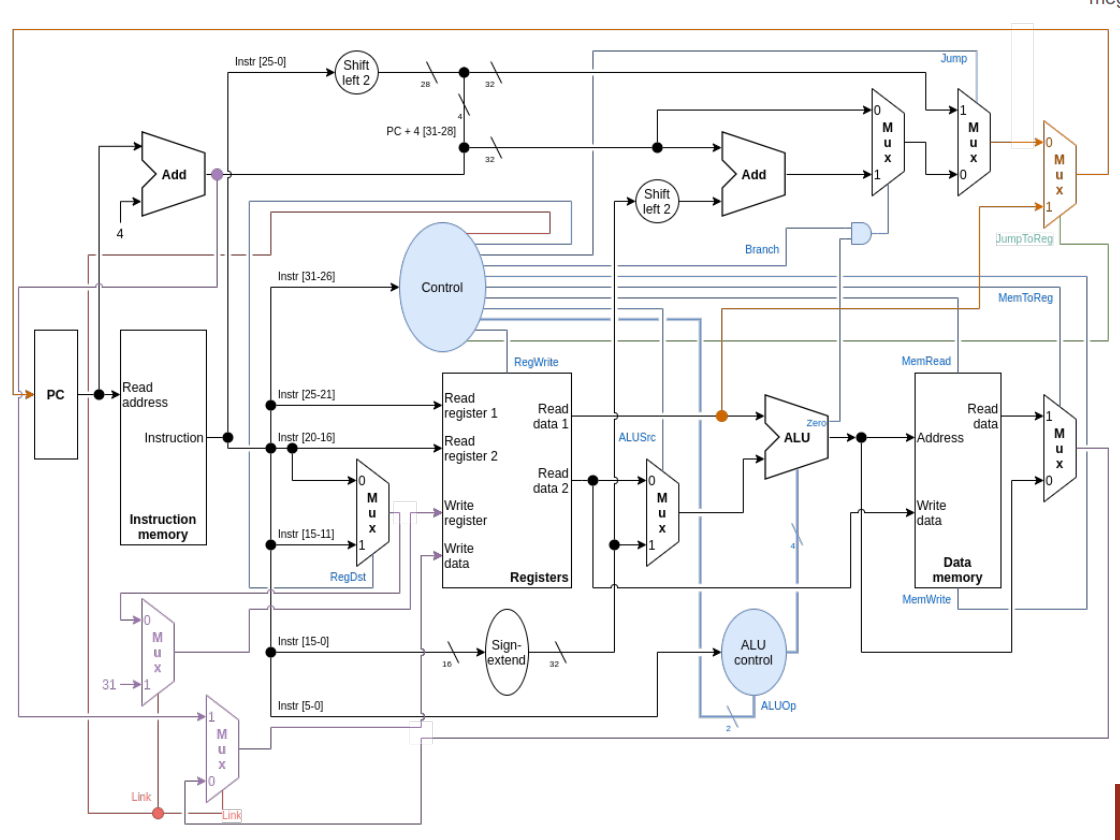 Instr [25-0]
Shift
left 2
28
32
Jump
4
PC + 4 [31-28]
32
0
M
u
x
1
1
M
u
x
0
0
M
u
x
1
Add
4
Add
Shift
left 2
Branch
JumpToReg
Control
Instr [31-26]
MemToReg
RegWrite
MemRead
PC
Read
address
Instruction
Instruction
memory
Instr [25-21]
Instr [20-16]
Instr [15-11]
0
M
u
x
1
RegDst
Read
register 1
Read
register 2
Write
register
Write
data
Read
data 1
Read
data 2
Registers
ALUSrc
0
M
u
x
1
Zero
ALU
4
Address
Read
data
Write
data
Data
memory
MemWrite
1
M
u
x
0
0
M
u
x
1
31
Instr [15-0]
16
Sign-
extend
32
ALU
control
Instr [5-0]
ALUOp
2
1
M
u
x
0
Link
Link